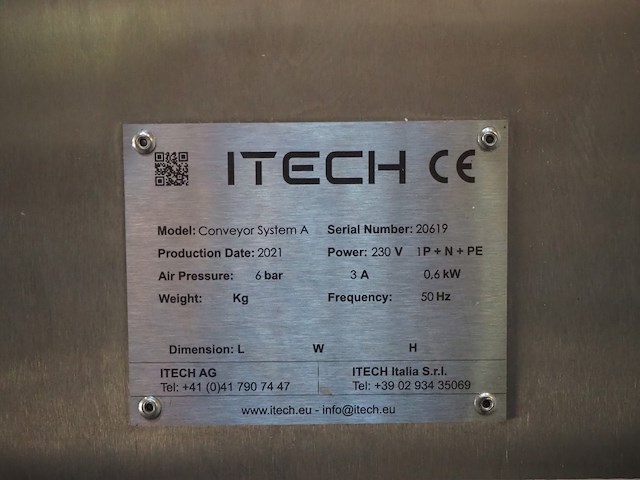 ITECH CE
Model: Conveyor System A Serial Number: 20619
Production Date: 2021 Power: 230 V 1P + N + PE
Air Pressure: 6 bar 3 A 0,6 kW
Weight: Kg Frequency: 50 Hz
Dimension: L W H
ITECH AG ITECH Italia S.r.l.
Tel: +41 (0)41 790 74 47 Tel: +39 02 934 35069
www.itech.eu - info@itech.eu